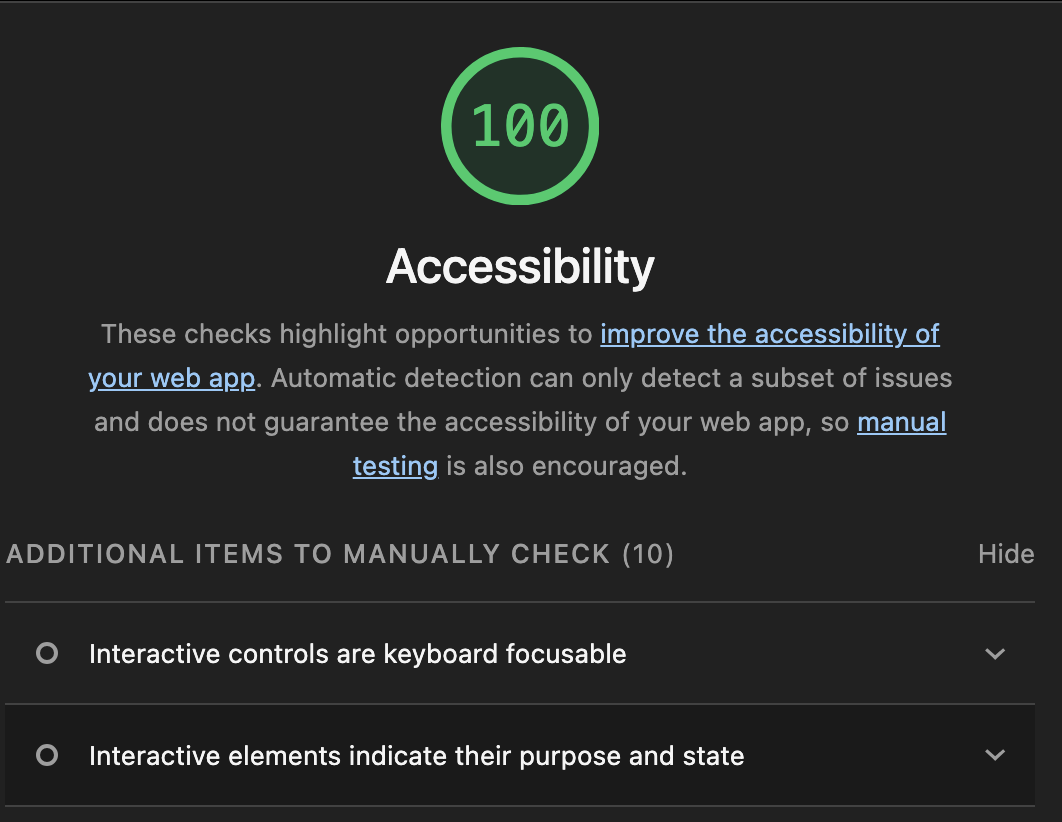 100
Accessibility
These checks highlight opportunities to improve the accessibility of
your web app. Automatic detection can only detect a subset of issues
and does not guarantee the accessibility of your web app, so manual
testing is also encouraged.
ADDITIONAL ITEMS TO MANUALLY CHECK (10) Hide
Interactive controls are keyboard focusable
Interactive elements indicate their purpose and state